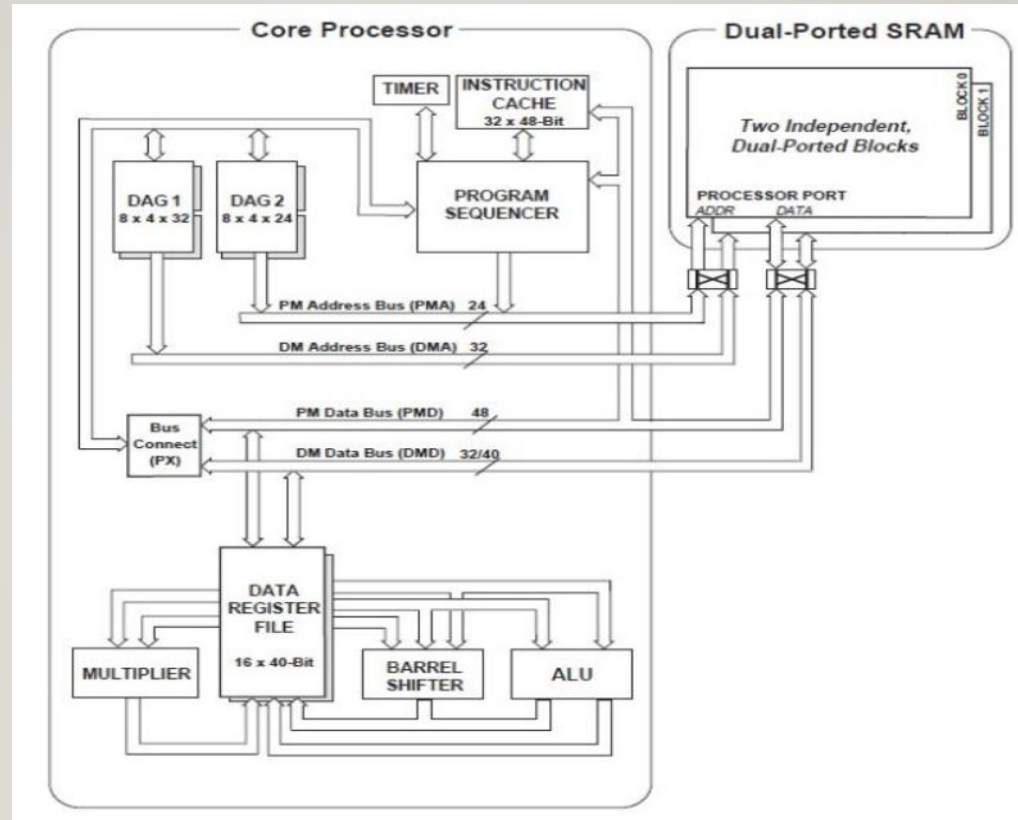 Core Processor
Dual-Ported SRAM
TIMER
INSTRUCTION
CACHE
32 x 48-Bit
BLOCK 0
BLOCK 1
Two Independent,
Dual-Ported Blocks
DAG 1
8 x 4 x 32
DAG 2
8 x 4 x 24
PROGRAM
SEQUENCER
PROCESSOR PORT
ADDR DATA
PM Address Bus (PMA) 24
DM Address Bus (DMA) 32
PM Data Bus (PMD) 48
Bus
Connect
(PX)
DM Data Bus (DMD) 32/40
DATA
REGISTER
FILE
16 x 40-Bit
MULTIPLIER
BARREL
SHIFTER
ALU